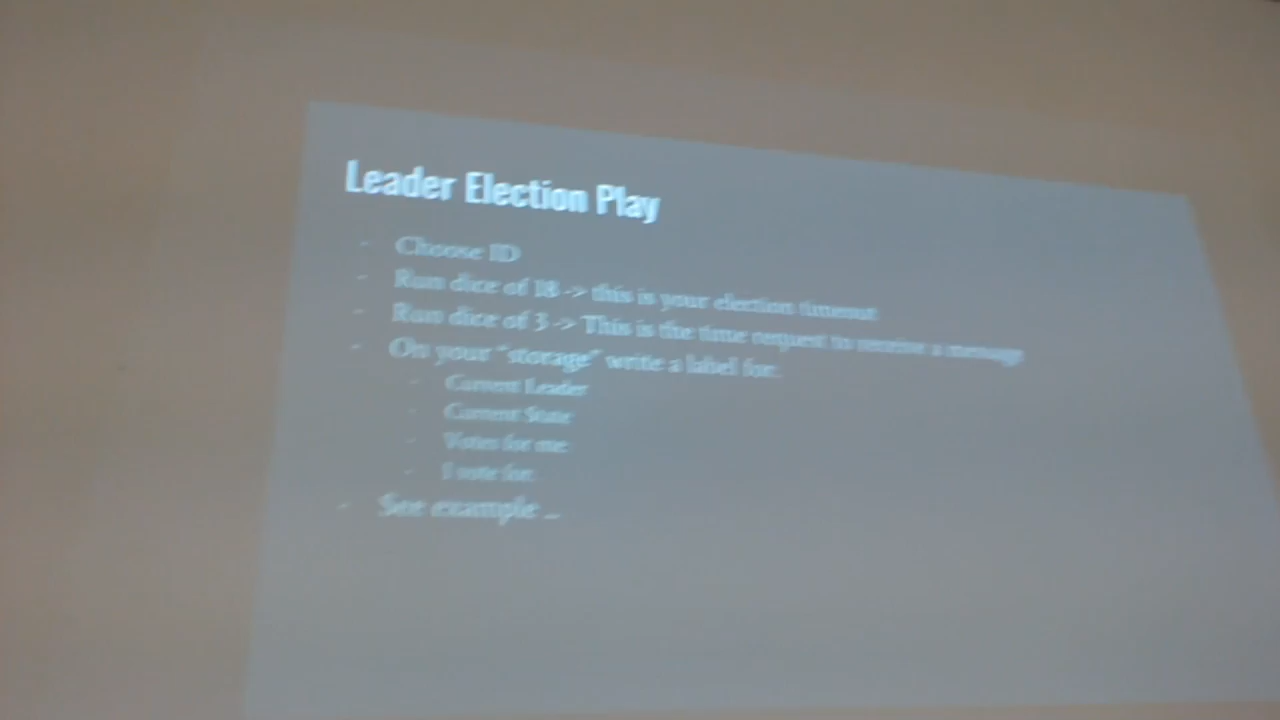 Leader Election Play
- Choose ID
- Run dice of 18 -> this is your election timeout
- Run dice of 3 -> This is the time request to receive a message
- On your "storage" write a label for:
- Current Leader
- Current State
- Votes for me
- I vote for:
- See example ..